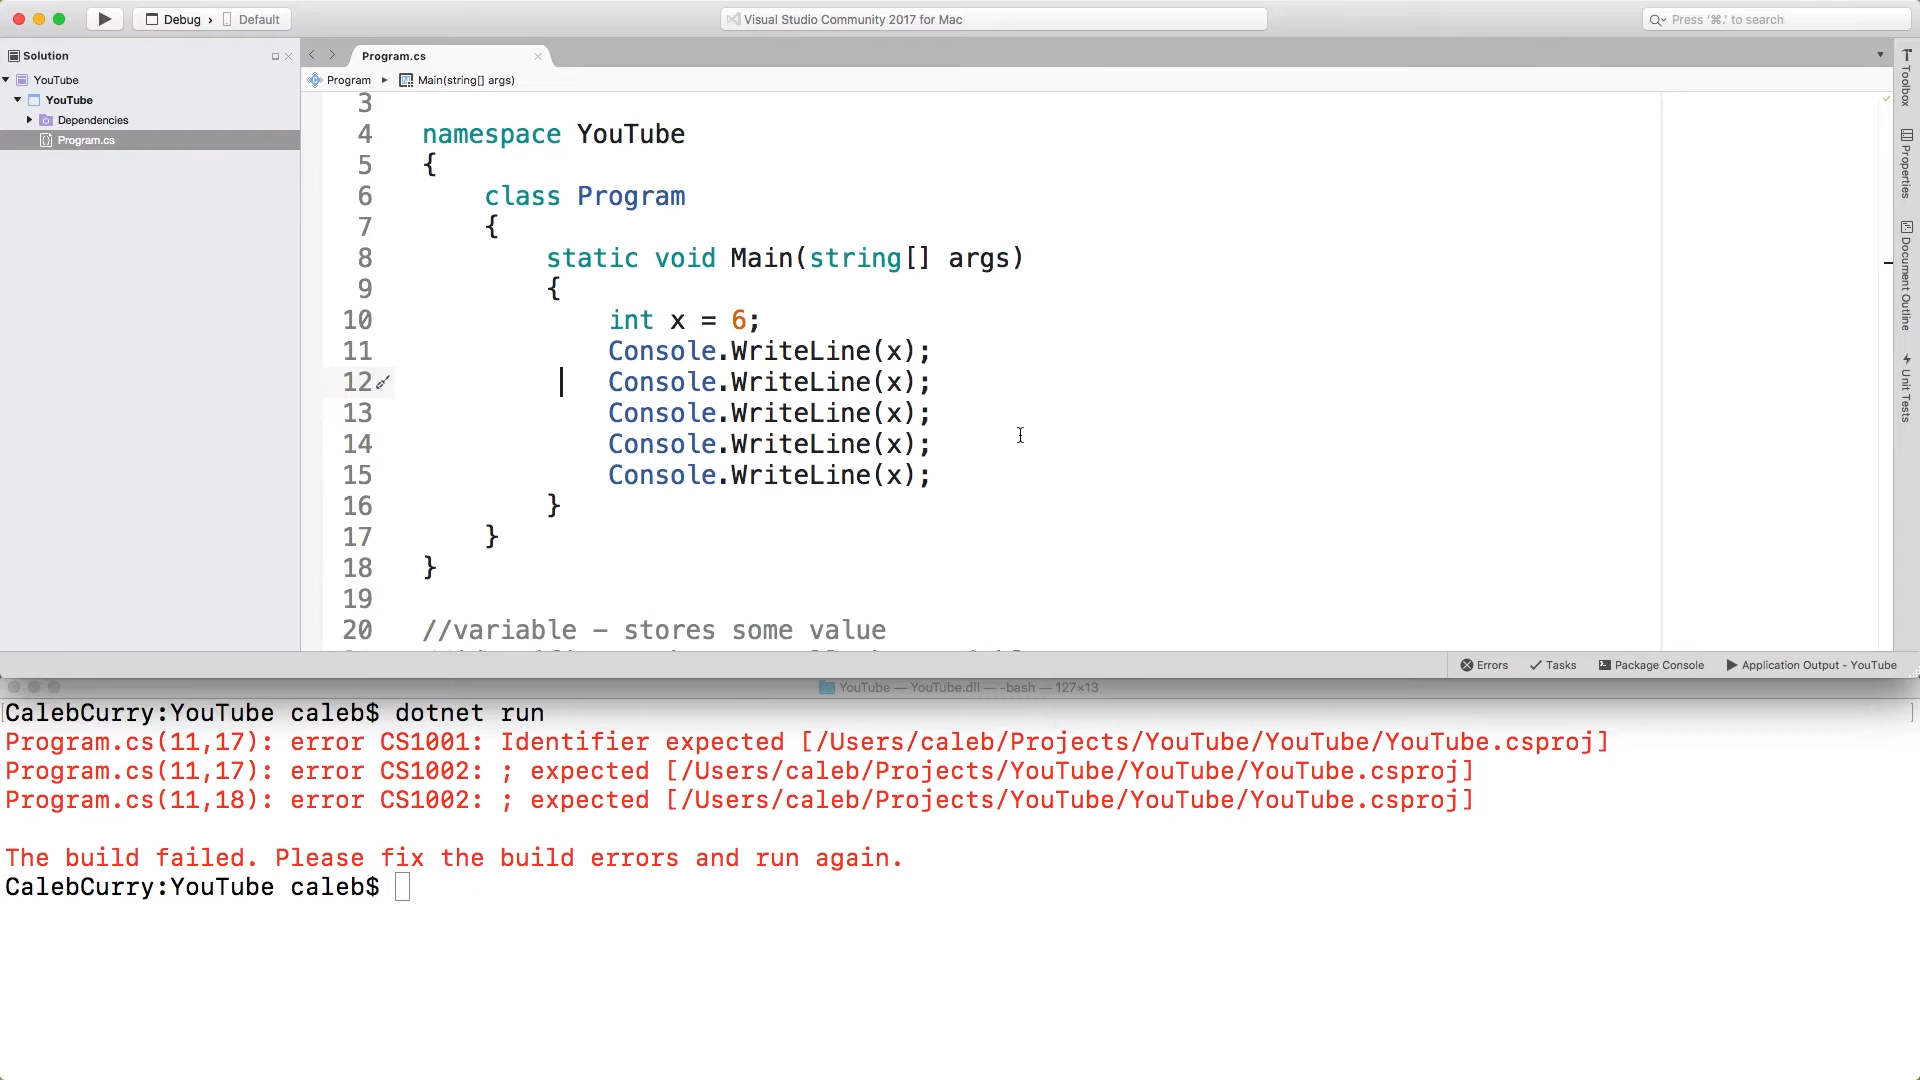 Debug › Default
Visual Studio Community 2017 for Mac
Press '⌘.' to search
Solution
YouTube
YouTube
Dependencies
Program.cs
Program.cs
Program ▸ Main(string[] args)
3
4 namespace YouTube
5 {
6 class Program
7 {
8 static void Main(string[] args)
9 {
10 int x = 6;
11 Console.WriteLine(x);
12 Console.WriteLine(x);
13 Console.WriteLine(x);
14 Console.WriteLine(x);
15 Console.WriteLine(x);
16 }
17 }
18 }
19
20 //variable – stores some value
Toolbox
Properties
Document Outline
Unit Tests
Errors Tasks Package Console Application Output - YouTube
YouTube — YouTube.dll — -bash — 127×13
CalebCurry:YouTube caleb$ dotnet run
Program.cs(11,17): error CS1001: Identifier expected [/Users/caleb/Projects/YouTube/YouTube/YouTube.csproj]
Program.cs(11,17): error CS1002: ; expected [/Users/caleb/Projects/YouTube/YouTube/YouTube.csproj]
Program.cs(11,18): error CS1002: ; expected [/Users/caleb/Projects/YouTube/YouTube/YouTube.csproj]
The build failed. Please fix the build errors and run again.
CalebCurry:YouTube caleb$